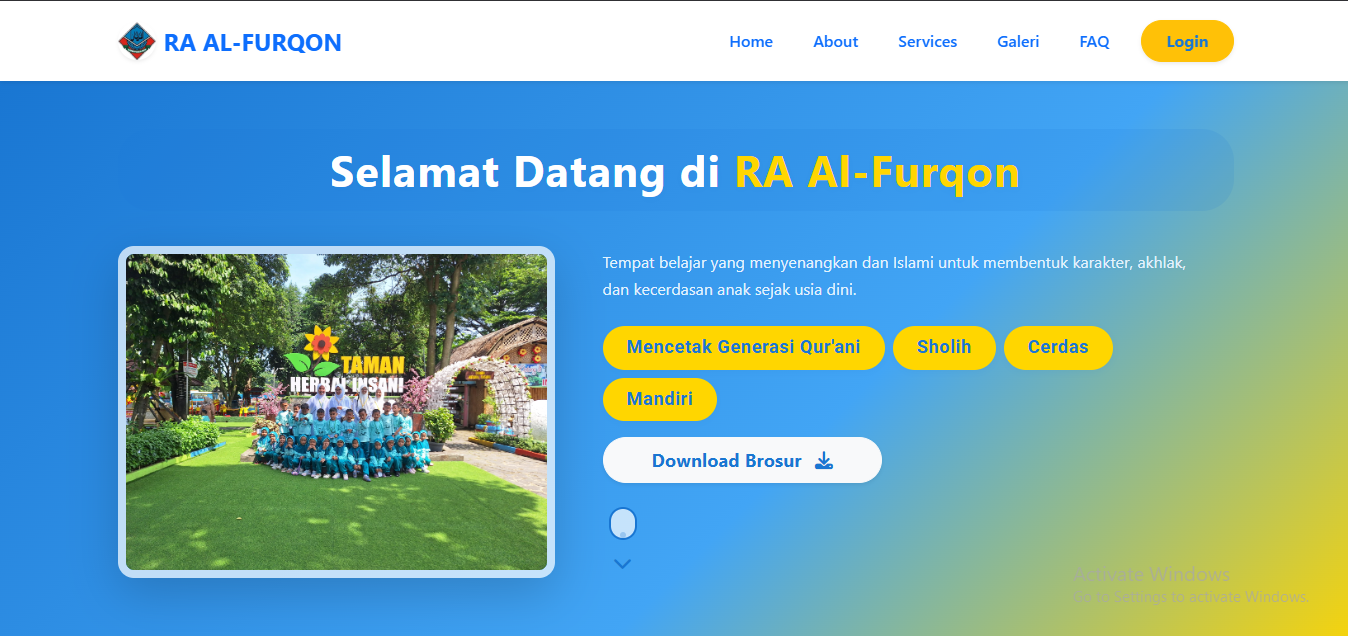 RA AL-FURQON
Home About Services Galeri FAQ Login
Selamat Datang di RA Al-Furqon
TAMAN
HERBAL INSANI
Tempat belajar yang menyenangkan dan Islami untuk membentuk karakter, akhlak,
dan kecerdasan anak sejak usia dini.
Mencetak Generasi Qur'ani Sholih Cerdas
Mandiri
Download Brosur
Activate Windows
Go to Settings to activate Windows.